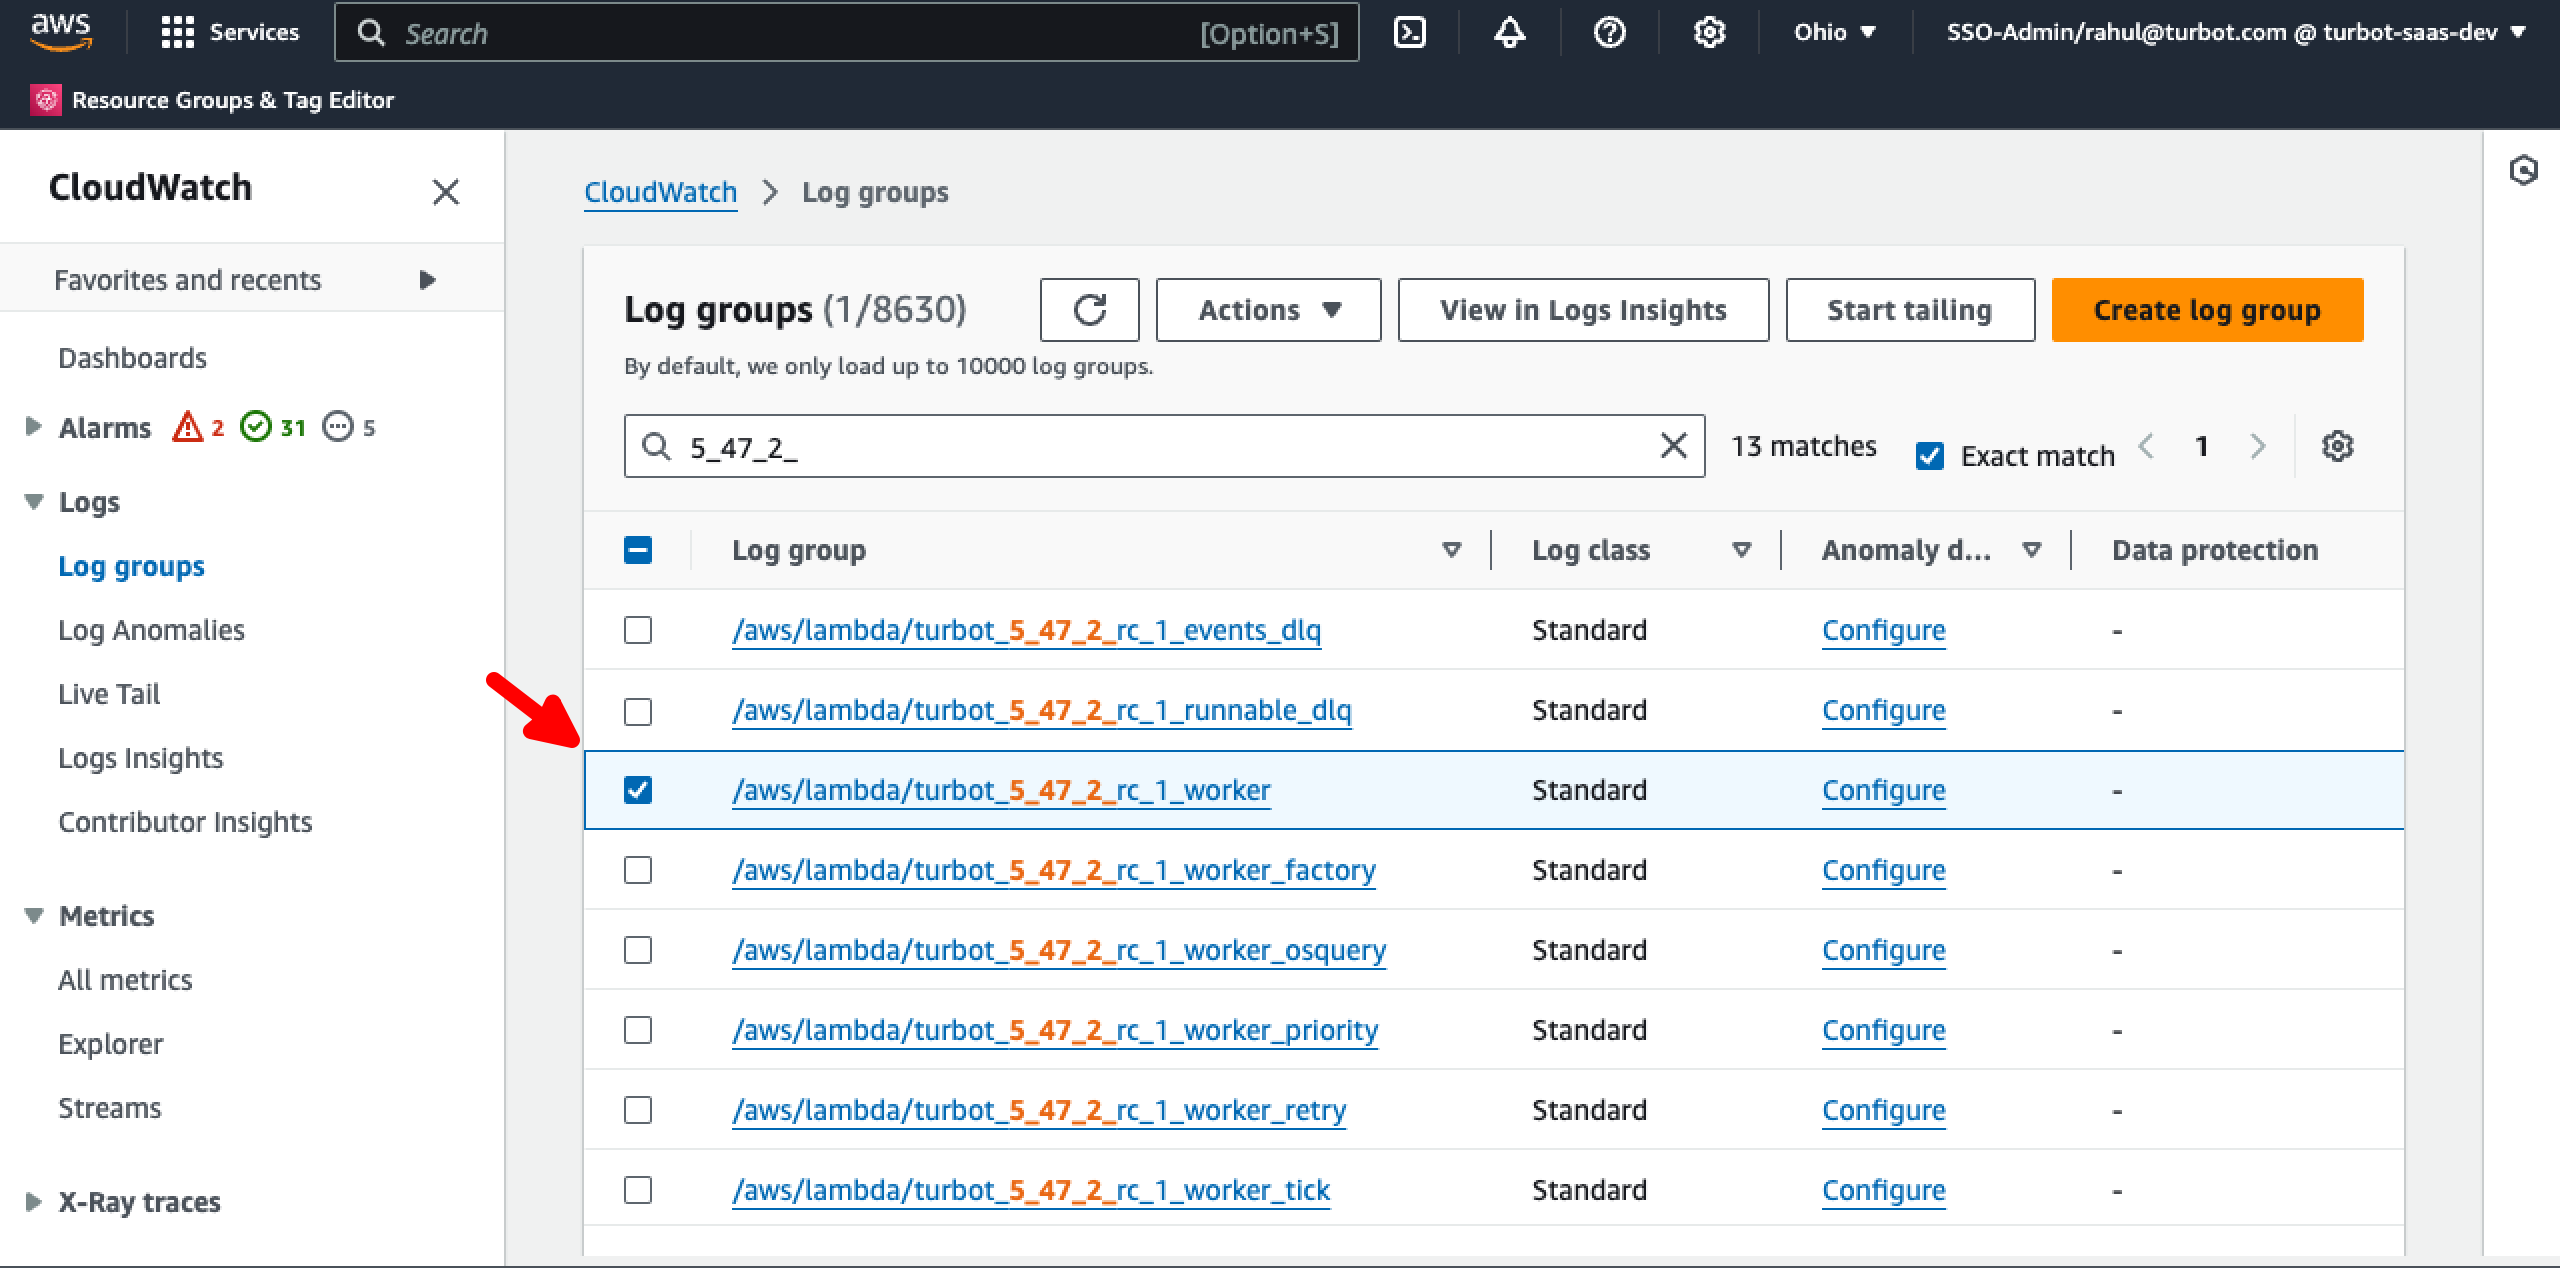 aws Services Search [Option+S] Ohio SSO-Admin/rahul@turbot.com @ turbot-saas-dev
Resource Groups & Tag Editor
CloudWatch
Favorites and recents
Dashboards
Alarms 2 31 5
Logs
Log groups
Log Anomalies
Live Tail
Logs Insights
Contributor Insights
Metrics
All metrics
Explorer
Streams
X-Ray traces
CloudWatch > Log groups
Log groups (1/8630) Actions View in Logs Insights Start tailing Create log group
By default, we only load up to 10000 log groups.
5_47_2_ 13 matches Exact match 1
Log group Log class Anomaly d... Data protection
/aws/lambda/turbot_5_47_2_rc_1_events_dlq Standard Configure -
/aws/lambda/turbot_5_47_2_rc_1_runnable_dlq Standard Configure -
/aws/lambda/turbot_5_47_2_rc_1_worker Standard Configure -
/aws/lambda/turbot_5_47_2_rc_1_worker_factory Standard Configure -
/aws/lambda/turbot_5_47_2_rc_1_worker_osquery Standard Configure -
/aws/lambda/turbot_5_47_2_rc_1_worker_priority Standard Configure -
/aws/lambda/turbot_5_47_2_rc_1_worker_retry Standard Configure -
/aws/lambda/turbot_5_47_2_rc_1_worker_tick Standard Configure -